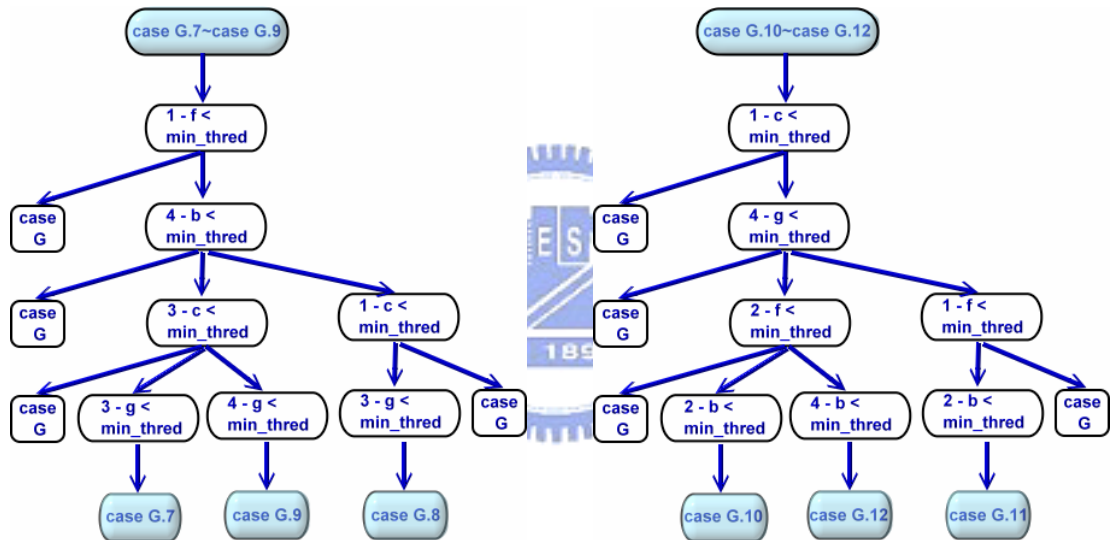 case G.7~case G.9
1 - f <
min_thred
case
G
4 - b <
min_thred
case
G
3 - c <
min_thred
1 - c <
min_thred
case
G
3 - g <
min_thred
4 - g <
min_thred
3 - g <
min_thred
case
G
case G.7
case G.9
case G.8
ES
189
case G.10~case G.12
1 - c <
min_thred
case
G
4 - g <
min_thred
case
G
2 - f <
min_thred
1 - f <
min_thred
case
G
2 - b <
min_thred
4 - b <
min_thred
2 - b <
min_thred
case
G
case G.10
case G.12
case G.11